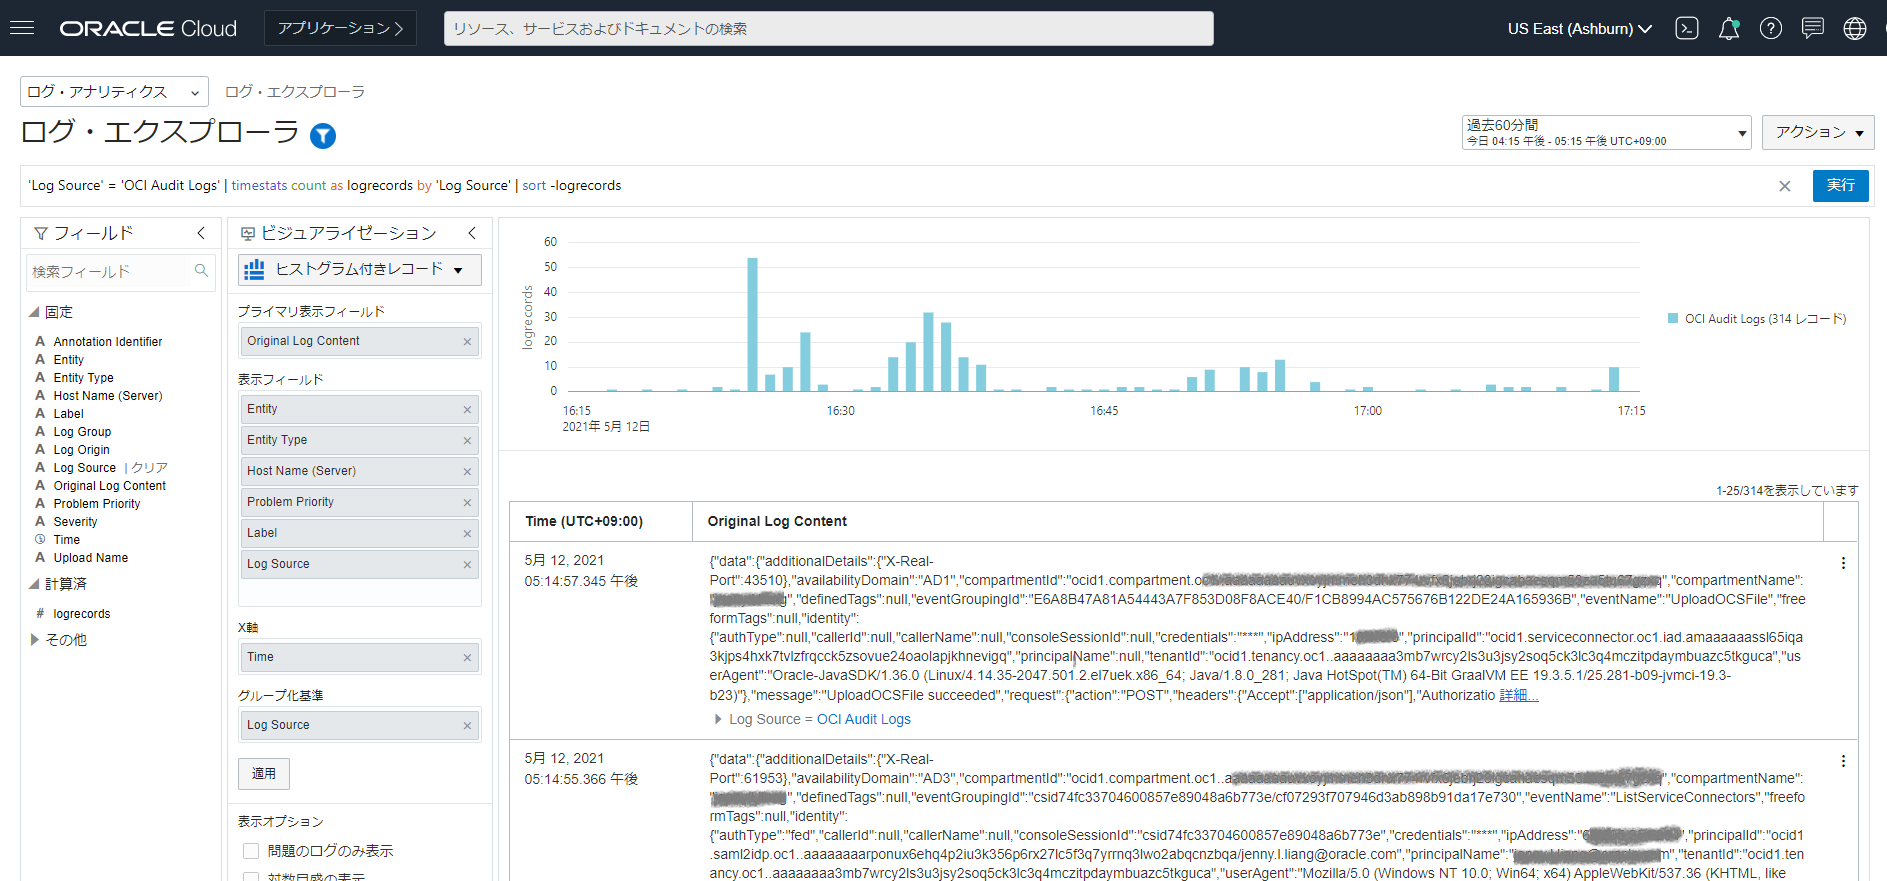 ORACLE Cloud
アプリケーション
リソース、サービスおよびドキュメントの検索
US East (Ashburn)
ログ・アナリティクス
ログ・エクスプローラ
ログ・エクスプローラ
過去60分間
今日 04:15 午後 - 05:15 午後 UTC+09:00
アクション
'Log Source' = 'OCI Audit Logs' | timestats count as logrecords by 'Log Source' | sort -logrecords
実行
フィールド
検索フィールド
固定
A Annotation Identifier
A Entity
A Entity Type
A Host Name (Server)
A Label
A Log Group
A Log Origin
A Log Source | クリア
A Original Log Content
A Problem Priority
A Severity
Time
A Upload Name
計算済
# logrecords
その他
ビジュアライゼーション
ヒストグラム付きレコード
プライマリ表示フィールド
Original Log Content
表示フィールド
Entity
Entity Type
Host Name (Server)
Problem Priority
Label
Log Source
X軸
Time
グループ化基準
Log Source
適用
表示オプション
問題のログのみ表示
対数目盛の表示
logrecords
60
50
40
30
20
10
0
16:15
16:30
16:45
17:00
17:15
2021年 5月 12日
OCI Audit Logs (314 レコード)
1-25/314を表示しています
Time (UTC+09:00)
Original Log Content
5月 12, 2021
05:14:57.345 午後
{"data":{"additionalDetails":{"X-Real-
Port":43510},"availabilityDomain":"AD1","compartmentId":"ocid1.compartment. ","compartmentName":
","definedTags":null,"eventGroupingId":"E6A8B47A81A54443A7F853D08F8ACE40/F1CB8994AC575676B122DE24A165936B","eventName":"UploadOCSFile","free
formTags":null,"identity":
{"authType":null,"callerId":null,"callerName":null,"consoleSessionId":null,"credentials":"***","ipAddress":"1 ","principalId":"ocid1.serviceconnector.oc1.iad.amaaaaaassl65iqa
3kjps4hxk7tvlzfrqcck5zsovue24oaolapjkhnevigq","principalName":null,"tenantId":"ocid1.tenancy.oc1..aaaaaaaa3mb7wrcy2ls3u3jsy2soq5ck3lc3q4mczitpdaymbuazc5tkguca","us
erAgent":"Oracle-JavaSDK/1.36.0 (Linux/4.14.35-2047.501.2.el7uek.x86_64; Java/1.8.0_281; Java HotSpot(TM) 64-Bit GraalVM EE 19.3.5.1/25.281-b09-jvmci-19.3-
b23)"},"message":"UploadOCSFile succeeded","request":{"action":"POST","headers":{"Accept":["application/json"],"Authorizatio 詳細...
Log Source = OCI Audit Logs
5月 12, 2021
05:14:55.366 午後
{"data":{"additionalDetails":{"X-Real-
Port":61953},"availabilityDomain":"AD3","compartmentId":"ocid1.compartment.oc1.. ","compartmentName":
","definedTags":null,"eventGroupingId":"csid74fc33704600857e89048a6b773e/cf07293f707946d3ab898b91da17e730","eventName":"ListServiceConnectors","freefo
rmTags":null,"identity":
{"authType":"fed","callerId":null,"callerName":null,"consoleSessionId":"csid74fc33704600857e89048a6b773e","credentials":"***","ipAddress":" ","principalId":"ocid1
.saml2idp.oc1..aaaaaaaarponux6ehq4p2iu3k356p6rx27lc5f3q7yrrnq3lwo2abqcnzbqa/jenny.l.liang@oracle.com","principalName":" m","tenantId":"ocid1.ten
ancy.oc1..aaaaaaaa3mb7wrcy2ls3u3jsy2soq5ck3lc3q4mczitpdaymbuazc5tkguca","userAgent":"Mozilla/5.0 (Windows NT 10.0; Win64; x64) AppleWebKit/537.36 (KHTML, like